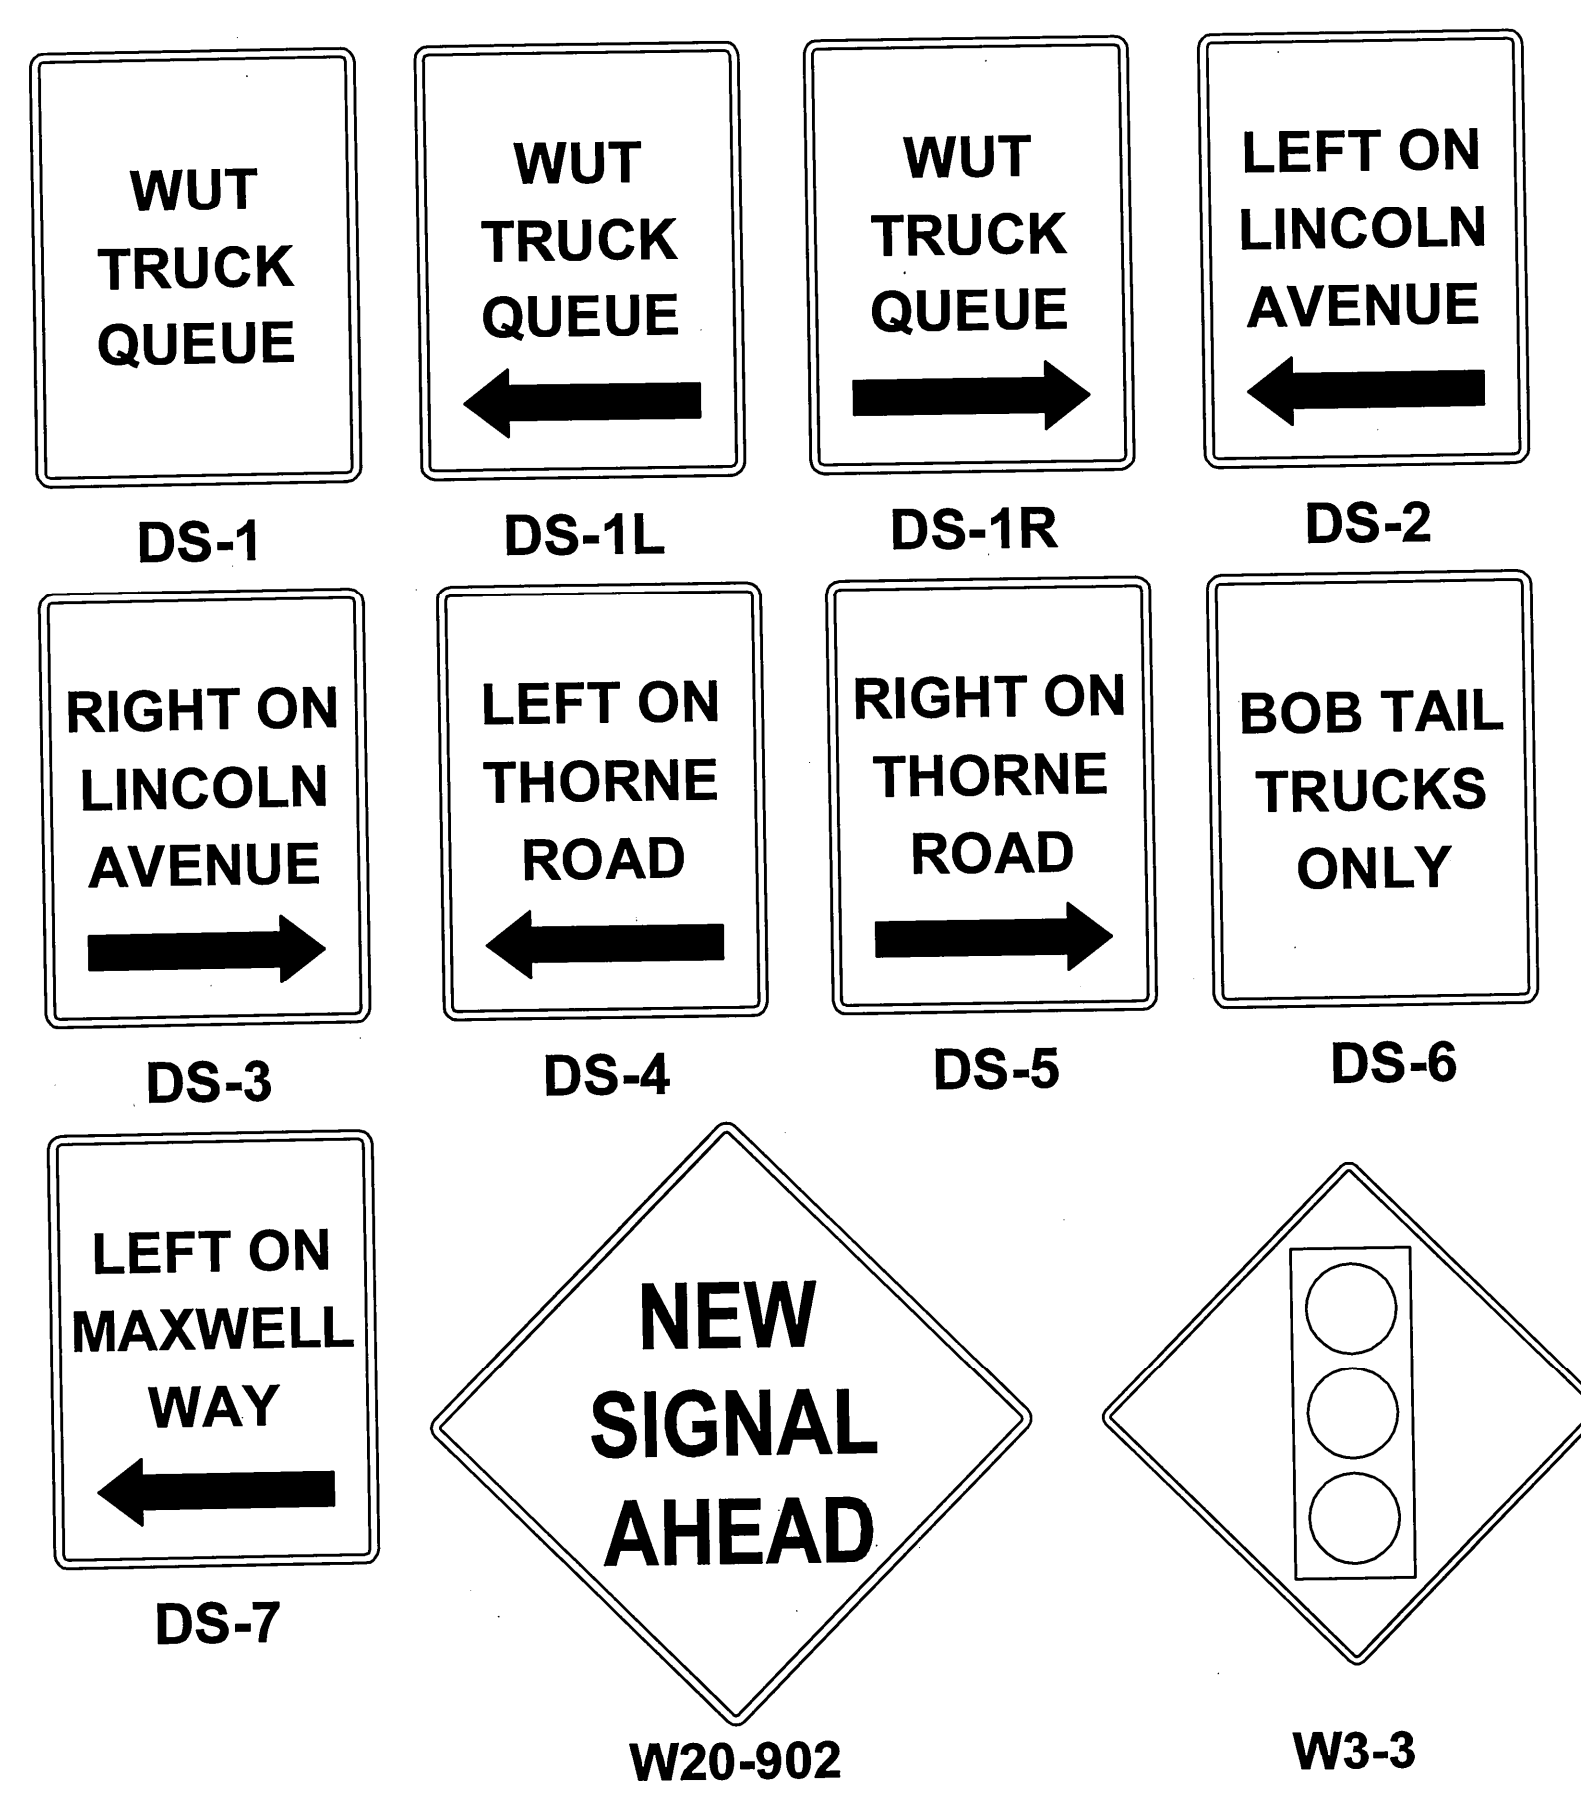 WUT
TRUCK
QUEUE
DS-1
WUT
TRUCK
QUEUE
DS-1L
WUT
TRUCK
QUEUE
DS-1R
LEFT ON
LINCOLN
AVENUE
DS-2
RIGHT ON
LINCOLN
AVENUE
DS-3
LEFT ON
THORNE
ROAD
DS-4
RIGHT ON
THORNE
ROAD
DS-5
BOB TAIL
TRUCKS
ONLY
DS-6
LEFT ON
MAXWELL
WAY
DS-7
NEW
SIGNAL
AHEAD
W20-902
W3-3